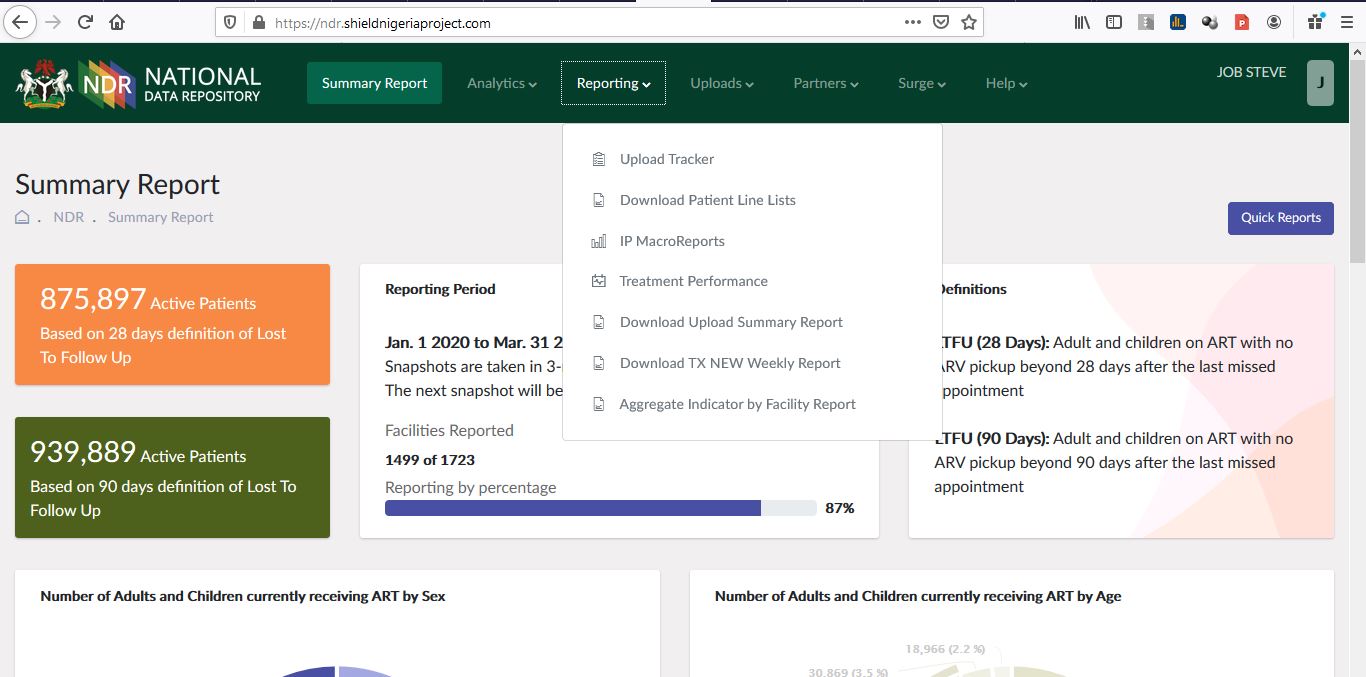 https://ndr.shieldnigeriaproject.com
NDR
NATIONAL
DATA REPOSITORY
Summary Report
Analytics
Reporting
Uploads
Partners
Surge
Help
JOB STEVE
J
Upload Tracker
Download Patient Line Lists
IP MacroReports
Treatment Performance
Download Upload Summary Report
Download TX NEW Weekly Report
Aggregate Indicator by Facility Report
Summary Report
. NDR . Summary Report
Quick Reports
875,897 Active Patients
Based on 28 days definition of Lost
To Follow Up
939,889 Active Patients
Based on 90 days definition of Lost To
Follow Up
Reporting Period
Jan. 1 2020 to Mar. 31 2
Snapshots are taken in 3-
The next snapshot will be
Facilities Reported
1499 of 1723
Reporting by percentage
87%
Definitions
LTFU (28 Days): Adult and children on ART with no
ARV pickup beyond 28 days after the last missed
appointment
LTFU (90 Days): Adult and children on ART with no
ARV pickup beyond 90 days after the last missed
appointment
Number of Adults and Children currently receiving ART by Sex
Number of Adults and Children currently receiving ART by Age
18,966 (2.2 %)
30,869 (3.5 %)